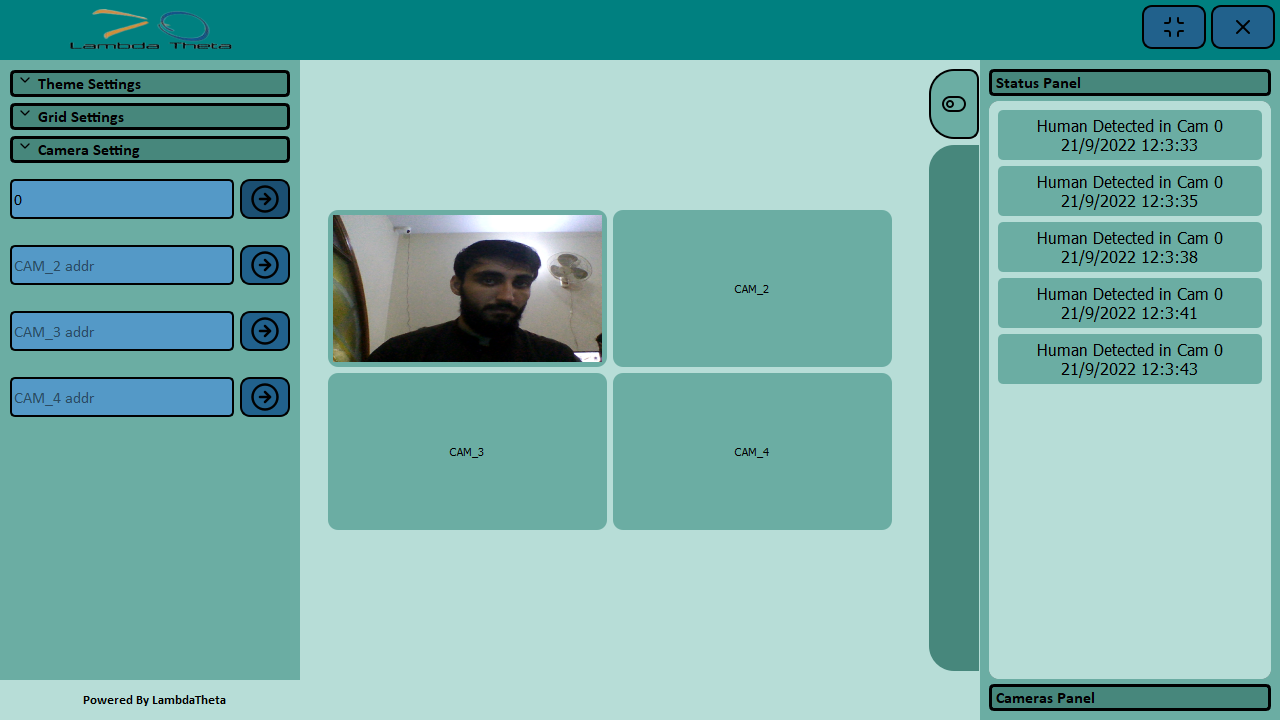 Lambda Theta
Theme Settings
Grid Settings
Camera Setting
0
CAM_2 addr
CAM_3 addr
CAM_4 addr
Powered By LambdaTheta
CAM_2
CAM_3
CAM_4
Status Panel
Human Detected in Cam 0
21/9/2022 12:3:33
Human Detected in Cam 0
21/9/2022 12:3:35
Human Detected in Cam 0
21/9/2022 12:3:38
Human Detected in Cam 0
21/9/2022 12:3:41
Human Detected in Cam 0
21/9/2022 12:3:43
Cameras Panel